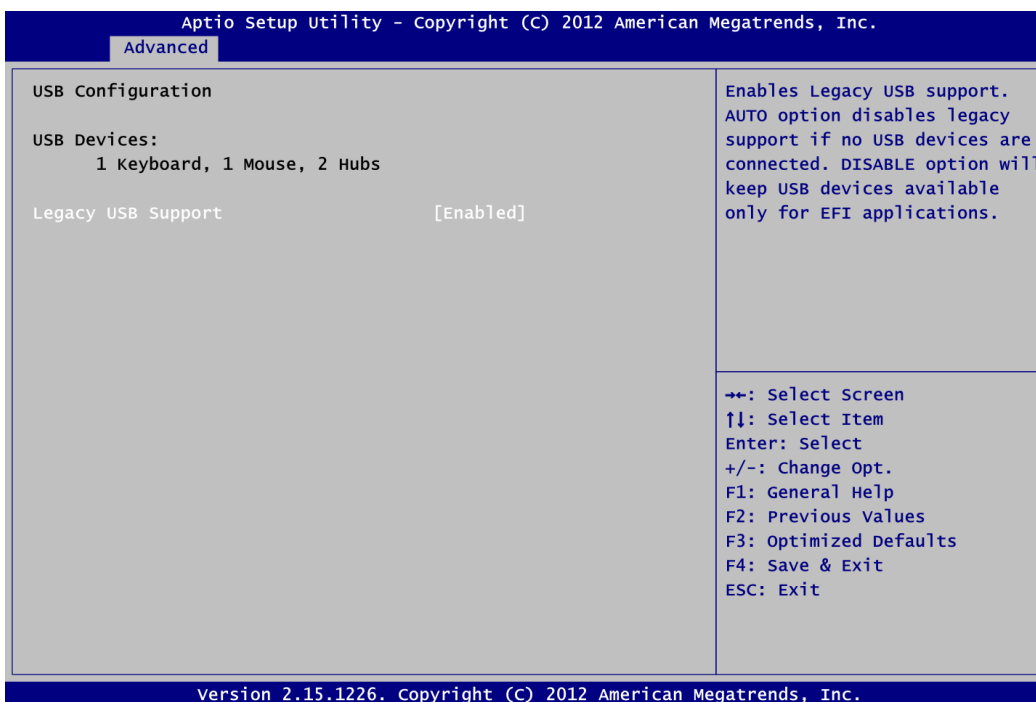 Aptio Setup Utility - Copyright (C) 2012 American Megatrends, Inc.
Advanced
USB Configuration
USB Devices:
1 Keyboard, 1 Mouse, 2 Hubs
Legacy USB Support [Enabled]
Enables Legacy USB support.
AUTO option disables legacy
support if no USB devices are
connected. DISABLE option will
keep USB devices available
only for EFI applications.
→←: Select Screen
↑↓: Select Item
Enter: Select
+/-: Change Opt.
F1: General Help
F2: Previous Values
F3: Optimized Defaults
F4: Save & Exit
ESC: Exit
Version 2.15.1226. Copyright (C) 2012 American Megatrends, Inc.